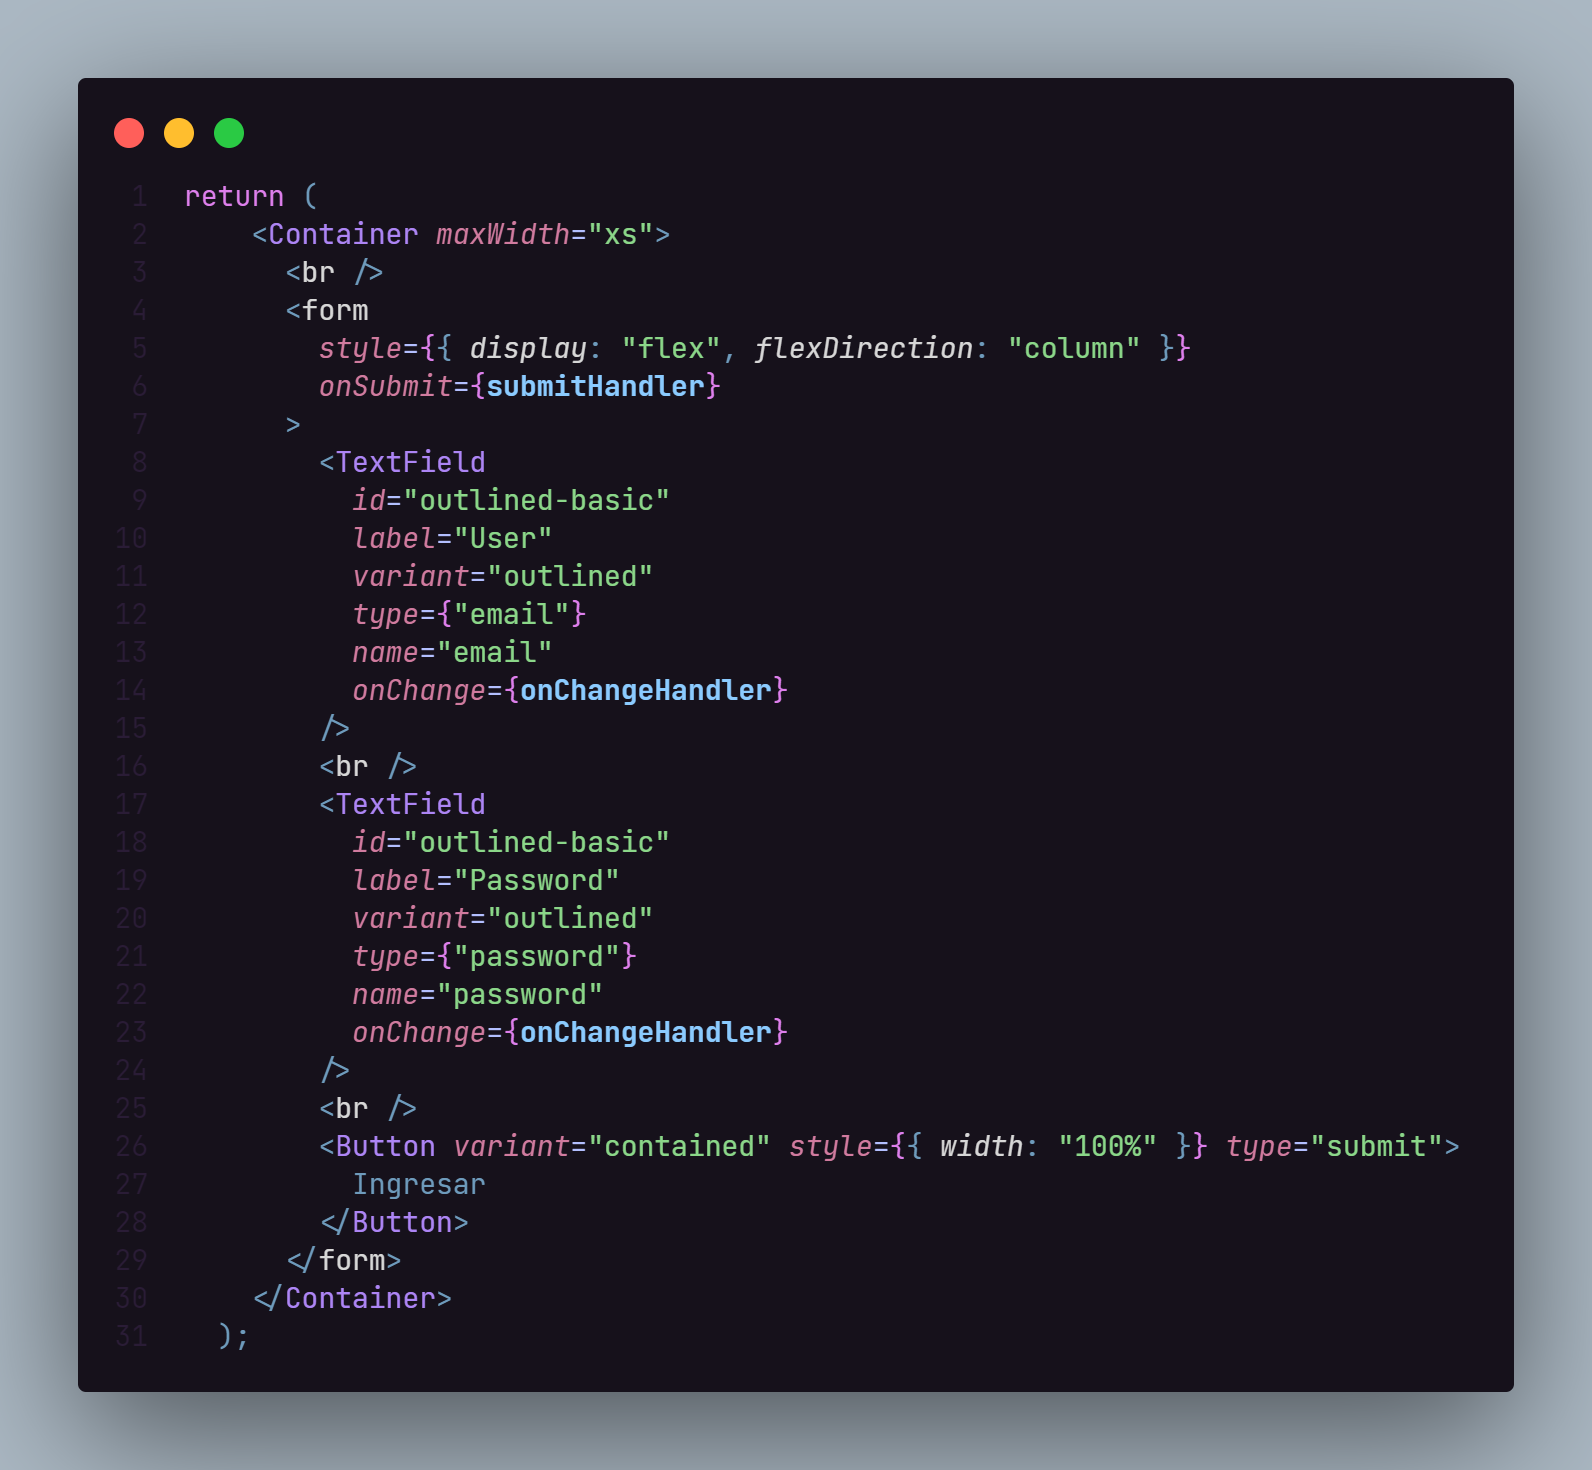 1 return (
2     <Container maxWidth="xs">
3       <br />
4       <form
5         style={{ display: "flex", flexDirection: "column" }}
6         onSubmit={submitHandler}
7       >
8         <TextField
9           id="outlined-basic"
10           label="User"
11           variant="outlined"
12           type={"email"}
13           name="email"
14           onChange={onChangeHandler}
15         />
16         <br />
17         <TextField
18           id="outlined-basic"
19           label="Password"
20           variant="outlined"
21           type={"password"}
22           name="password"
23           onChange={onChangeHandler}
24         />
25         <br />
26         <Button variant="contained" style={{ width: "100%" }} type="submit">
27           Ingresar
28         </Button>
29       </form>
30     </Container>
31   );